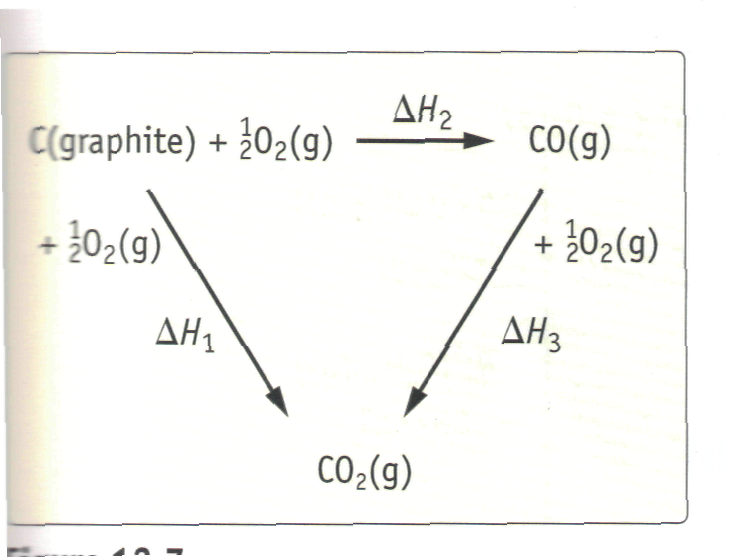 ΔH₂
C(graphite) + ½O₂(g) CO(g)
+ ½O₂(g) + ½O₂(g)
ΔH₁ ΔH₃
CO₂(g)